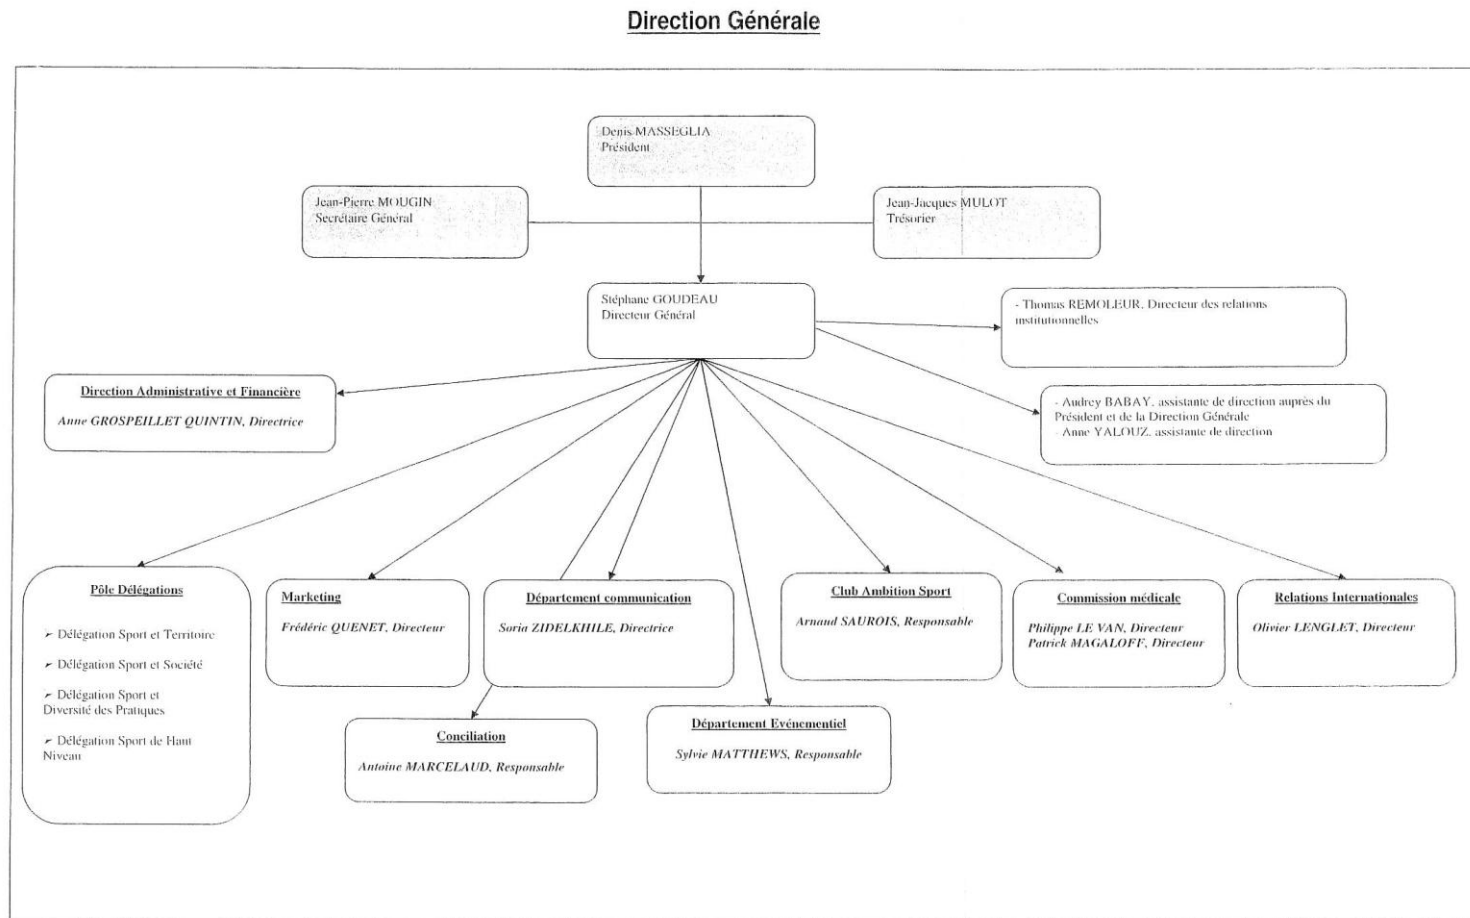 Direction Générale
Denis MASSEGLIA
Président
Jean-Pierre MOUGIN
Secrétaire Général
Jean-Jacques MULOT
Trésorier
Stéphane GOUDEAU
Directeur Général
- Thomas REMOLEUR, Directeur des relations
institutionnelles
Direction Administrative et Financière
Anne GROSPEILLET QUINTIN, Directrice
- Audrey BABAY, assistante de direction auprès du
Président et de la Direction Générale
- Anne YALOUZ, assistante de direction
Pôle Délégations
➤ Délégation Sport et Territoire
➤ Délégation Sport et Société
➤ Délégation Sport et
Diversité des Pratiques
➤ Délégation Sport de Haut
Niveau
Marketing
Frédéric QUENET, Directeur
Département communication
Soria ZIDELKHILE, Directrice
Club Ambition Sport
Arnaud SAUROIS, Responsable
Commission médicale
Philippe LE VAN, Directeur
Patrick MAGALOFF, Directeur
Relations Internationales
Olivier LENGLET, Directeur
Conciliation
Antoine MARCELAUD, Responsable
Département Evénementiel
Sylvie MATTHEWS, Responsable